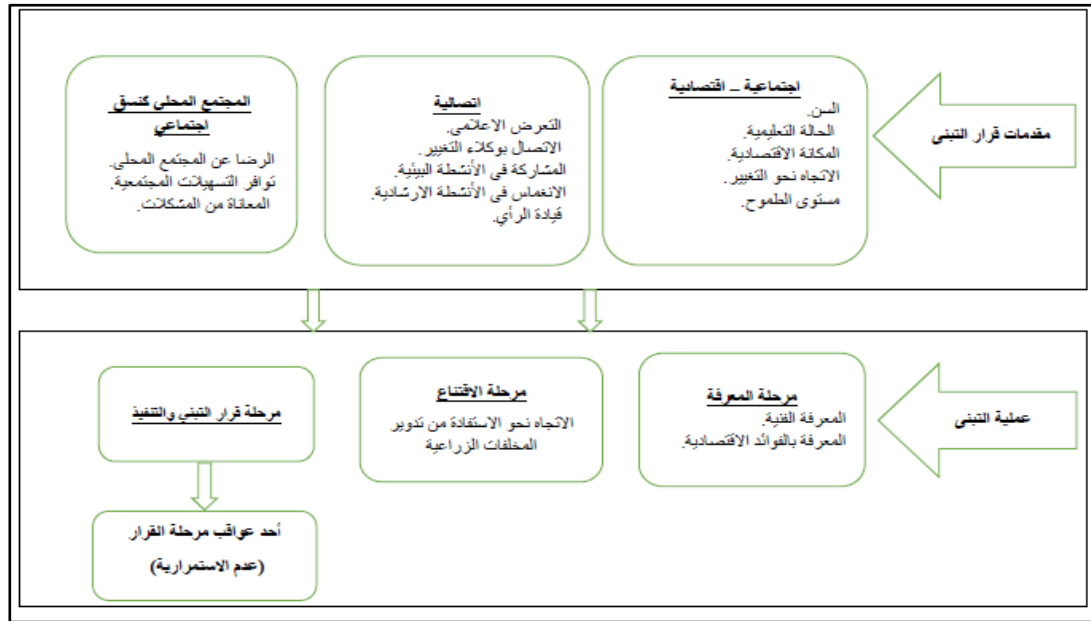 مقدمات قرار التبنى
اجتماعية – اقتصادية
السن.
الحالة التعليمية.
المكانة الاقتصادية.
الاتجاه نحو التغيير.
مستوى الطموح.
اتصالية
التعرض الاعلامى.
الاتصال بوكلاء التغيير.
المشاركة فى الأنشطة البيئية.
الانغماس فى الأنشطة الارشادية.
قيادة الرأي.
المجتمع المحلى كنسق
اجتماعي
الرضا عن المجتمع المحلى.
توافر التسهيلات المجتمعية.
المعاناة من المشكلات.
عملية التبنى
مرحلة المعرفة
المعرفة الفنية.
المعرفة بالفوائد الاقتصادية.
مرحلة الاقتناع
الاتجاه نحو الاستفادة من تدوير
المخلفات الزراعية
مرحلة قرار التبني والتنفيذ
أحد عواقب مرحلة القرار
(عدم الاستمرارية)